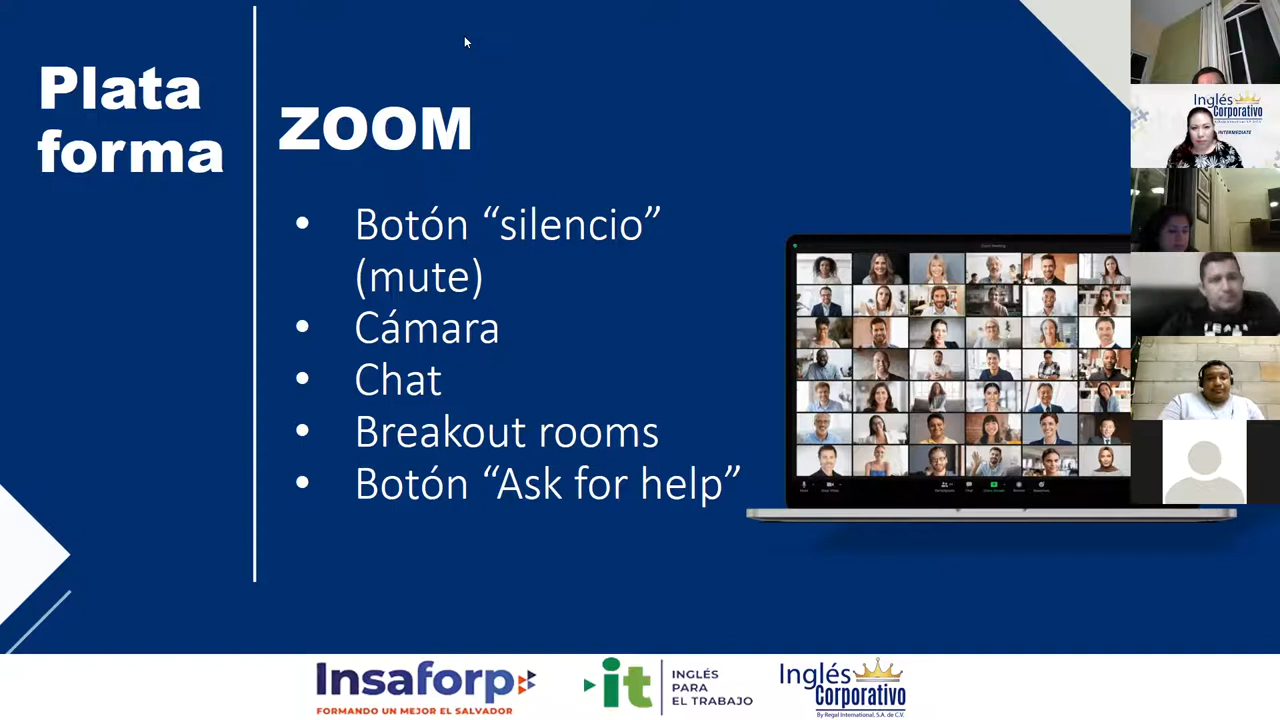 Plata
forma
ZOOM
• Botón “silencio”
(mute)
• Cámara
• Chat
• Breakout rooms
• Botón “Ask for help”
Inglés
Corporativo
INTERMEDIATE
Insaforp
FORMANDO UN MEJOR EL SALVADOR
it
INGLÉS
PARA
EL TRABAJO
Inglés
Corporativo
By Regal International, S.A. de C.V.